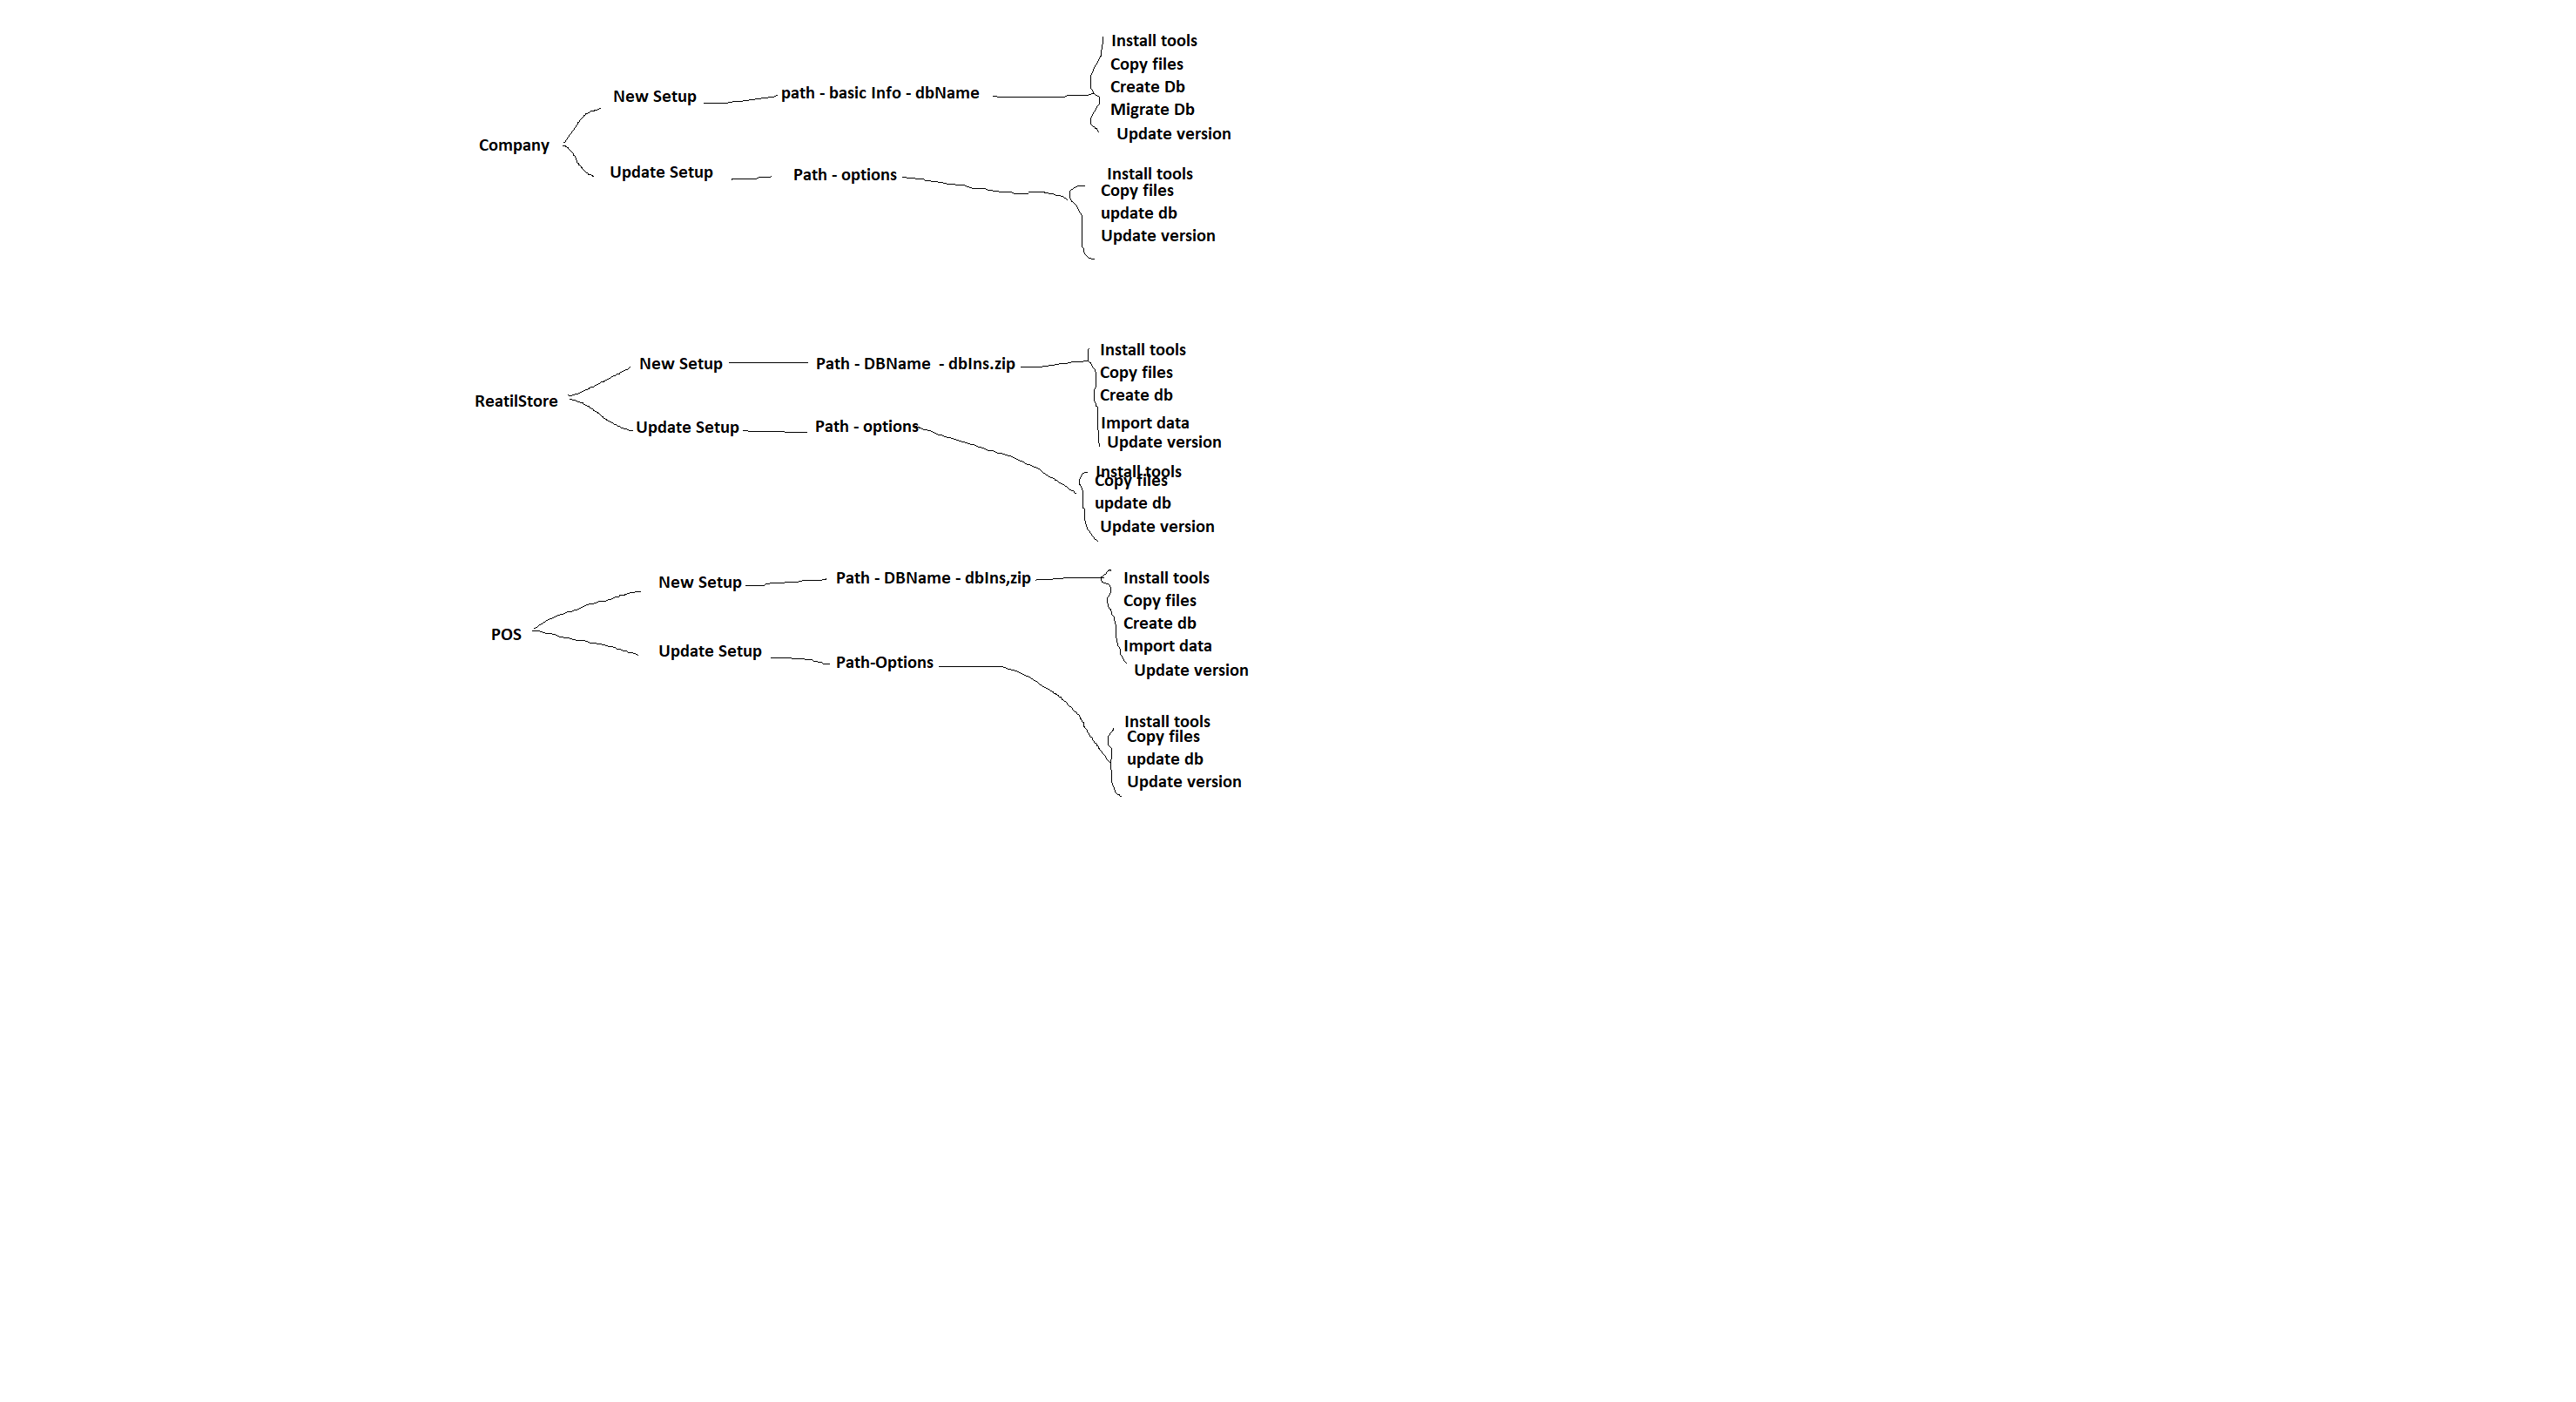 Install tools
Copy files
Create Db
Migrate Db
Update version
New Setup
path - basic Info - dbName
Company
Update Setup
Path - options
Install tools
Copy files
update db
Update version
Install tools
Copy files
Create db
Import data
Update version
New Setup
Path - DBName  - dbIns.zip
ReatilStore
Update Setup
Path - options
Install tools
Copy files
update db
Update version
New Setup
Path - DBName - dbIns,zip
Install tools
Copy files
Create db
Import data
Update version
POS
Update Setup
Path-Options
Install tools
Copy files
update db
Update version